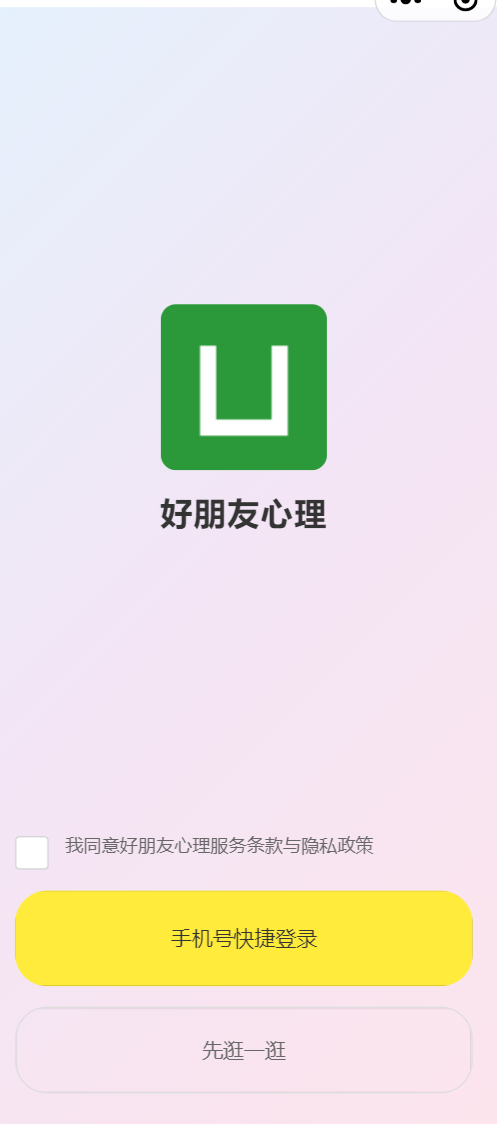 好朋友心理
我同意好朋友心理服务条款与隐私政策
手机号快捷登录
先逛一逛